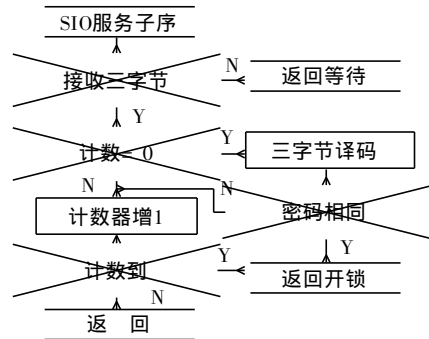 SIO服务子序
接收三字节
N
返回等待
Y
计数= 0
Y
三字节译码
N
N
计数器增1
密码相同
Y
计数到
Y
返回开锁
N
返 回